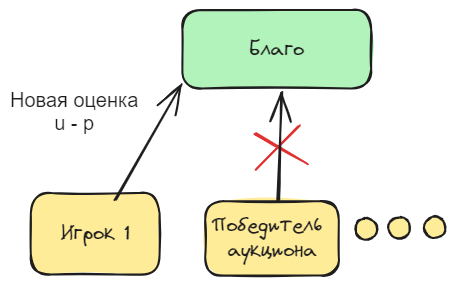 Благо
Новая оценка
u - p
Игрок 1
Победитель
аукциона